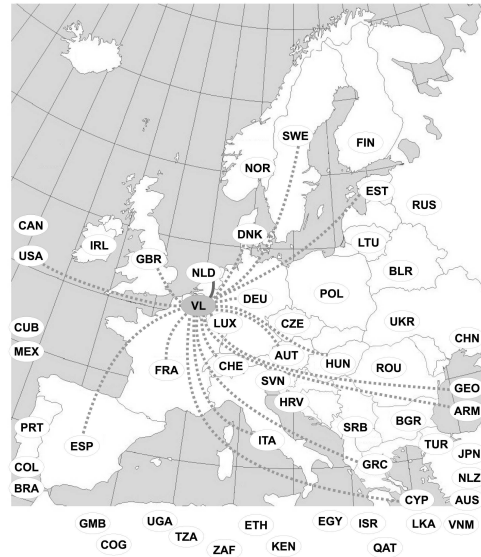 SWE
FIN
NOR
EST
RUS
CAN
DNK
IRL
LTU
USA
GBR
NLD
BLR
VL
DEU
POL
LUX
CZE
UKR
CUB
CHN
MEX
AUT
HUN
FRA
CHE
ROU
SVN
GEO
HRV
ARM
PRT
SRB
BGR
ESP
ITA
TUR
JPN
COL
GRC
NLZ
BRA
CYP
AUS
GMB
UGA
ETH
EGY
ISR
LKA
VNM
COG
TZA
ZAF
KEN
QAT